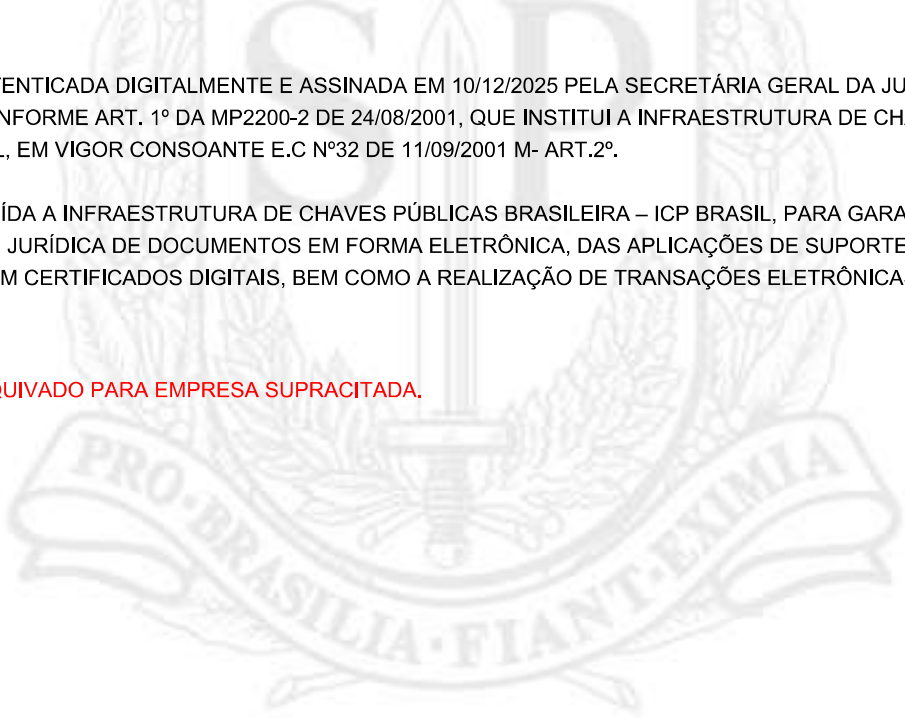 ENTICADA DIGITALMENTE E ASSINADA EM 10/12/2025 PELA SECRETÁRIA GERAL DA JU
NFORME ART. 1º DA MP2200-2 DE 24/08/2001, QUE INSTITUI A INFRAESTRUTURA DE CHA
L, EM VIGOR CONSOANTE E.C Nº32 DE 11/09/2001 M- ART.2º.
ÍDA A INFRAESTRUTURA DE CHAVES PÚBLICAS BRASILEIRA – ICP BRASIL, PARA GARA
JURÍDICA DE DOCUMENTOS EM FORMA ELETRÔNICA, DAS APLICAÇÕES DE SUPORTE
M CERTIFICADOS DIGITAIS, BEM COMO A REALIZAÇÃO DE TRANSAÇÕES ELETRÔNICA
QUIVADO PARA EMPRESA SUPRACITADA.
S P
PRO·BRASILIA·FIANT·EXIMIA